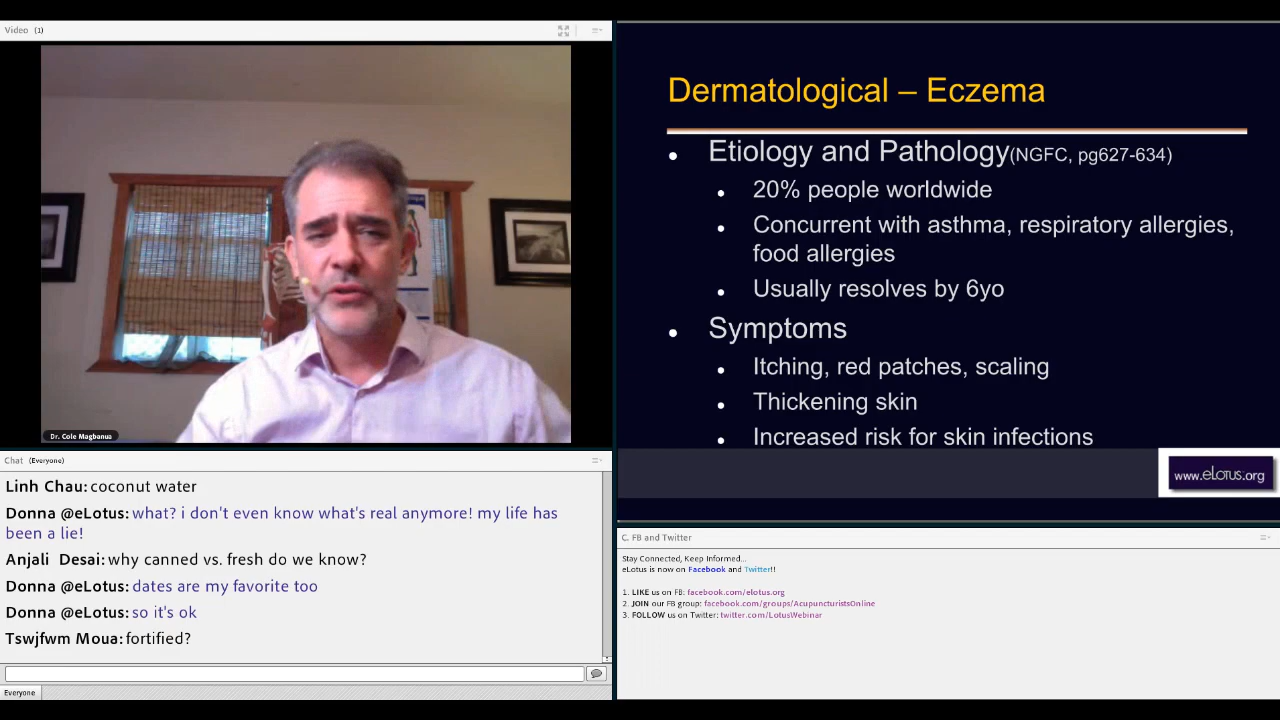 Video (1)
Dr. Cole Magbanua
Dermatological – Eczema
Etiology and Pathology(NGFC, pg627-634)
20% people worldwide
Concurrent with asthma, respiratory allergies,
food allergies
Usually resolves by 6yo
Symptoms
Itching, red patches, scaling
Thickening skin
Increased risk for skin infections
www.eLotus.org
Chat (Everyone)
Linh Chau: coconut water
Donna @eLotus: what? i don't even know what's real anymore! my life has
been a lie!
Anjali Desai: why canned vs. fresh do we know?
Donna @eLotus: dates are my favorite too
Donna @eLotus: so it's ok
Tswjfwm Moua: fortified?
Everyone
C. FB and Twitter
Stay Connected, Keep Informed...
eLotus is now on Facebook and Twitter!!
1. LIKE us on FB: facebook.com/elotus.org
2. JOIN our FB group: facebook.com/groups/AcupuncturistsOnline
3. FOLLOW us on Twitter: twitter.com/LotusWebinar